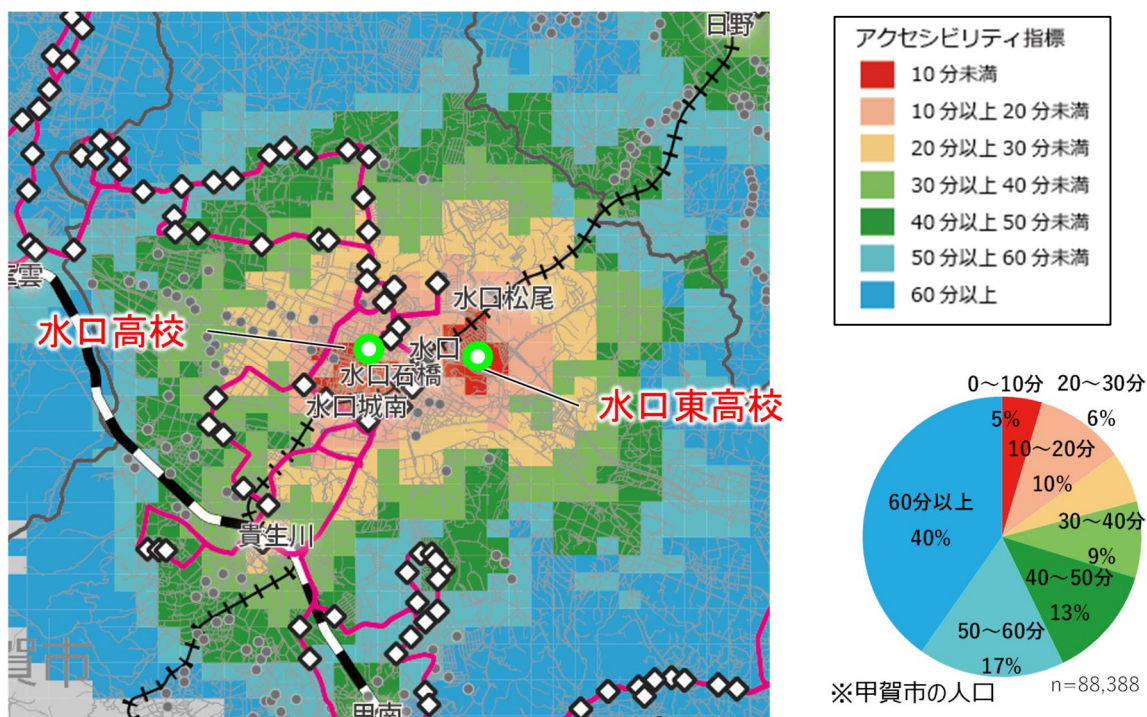 日野
水口松尾
水口高校
水口
水口石橋
水口東高校
水口城南
貴生川
賀市
甲南
アクセシビリティ指標
10分未満
10分以上20分未満
20分以上30分未満
30分以上40分未満
40分以上50分未満
50分以上60分未満
60分以上
0～10分
20～30分
5%
6%
10～20分
10%
60分以上
40%
30～40分
9%
40～50分
13%
50～60分
17%
※甲賀市の人口
n=88,388